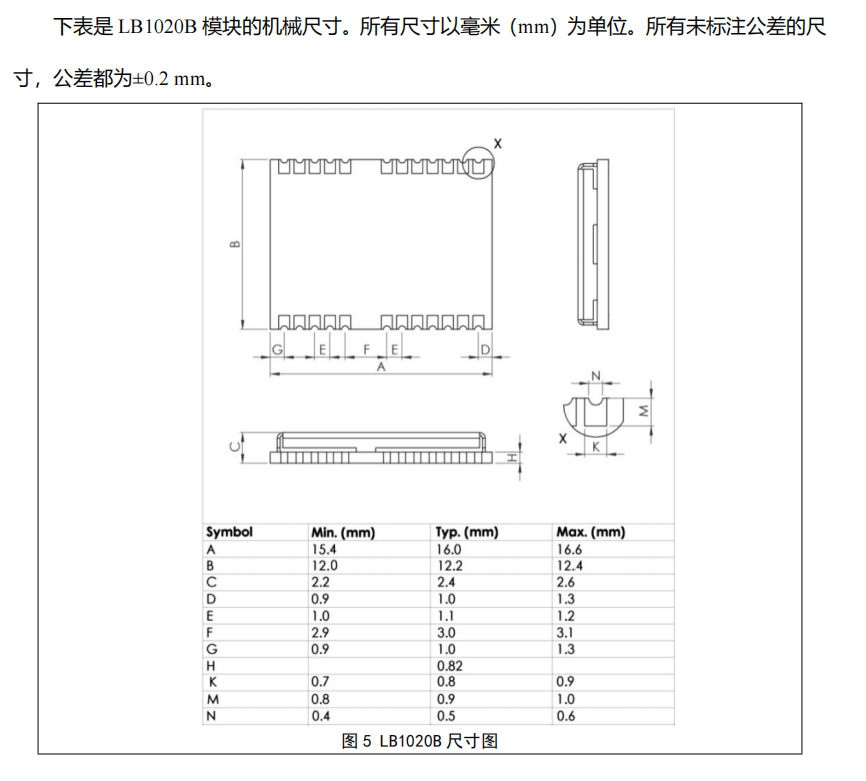 下表是 LB1020B 模块的机械尺寸。所有尺寸以毫米（mm）为单位。所有未标注公差的尺
寸，公差都为±0.2 mm。
X
B
G E F E D
A
N
M
X
K
C
H
Symbol Min. (mm) Typ. (mm) Max. (mm)
A 15.4 16.0 16.6
B 12.0 12.2 12.4
C 2.2 2.4 2.6
D 0.9 1.0 1.3
E 1.0 1.1 1.2
F 2.9 3.0 3.1
G 0.9 1.0 1.3
H 0.82
K 0.7 0.8 0.9
M 0.8 0.9 1.0
N 0.4 0.5 0.6
图 5 LB1020B 尺寸图